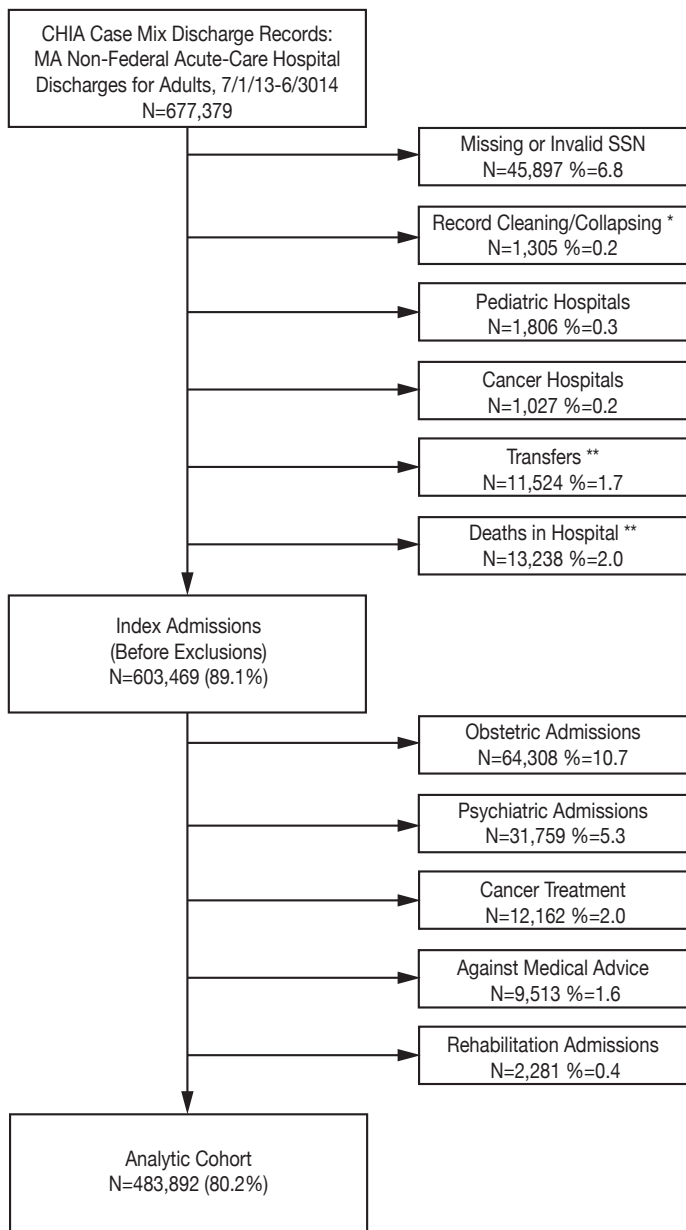 CHIA Case Mix Discharge Records:
MA Non-Federal Acute-Care Hospital
Discharges for Adults, 7/1/13-6/3014
N=677,379
Missing or Invalid SSN
N=45,897 %=6.8
Record Cleaning/Collapsing *
N=1,305 %=0.2
Pediatric Hospitals
N=1,806 %=0.3
Cancer Hospitals
N=1,027 %=0.2
Transfers **
N=11,524 %=1.7
Deaths in Hospital **
N=13,238 %=2.0
Index Admissions
(Before Exclusions)
N=603,469 (89.1%)
Obstetric Admissions
N=64,308 %=10.7
Psychiatric Admissions
N=31,759 %=5.3
Cancer Treatment
N=12,162 %=2.0
Against Medical Advice
N=9,513 %=1.6
Rehabilitation Admissions
N=2,281 %=0.4
Analytic Cohort
N=483,892 (80.2%)